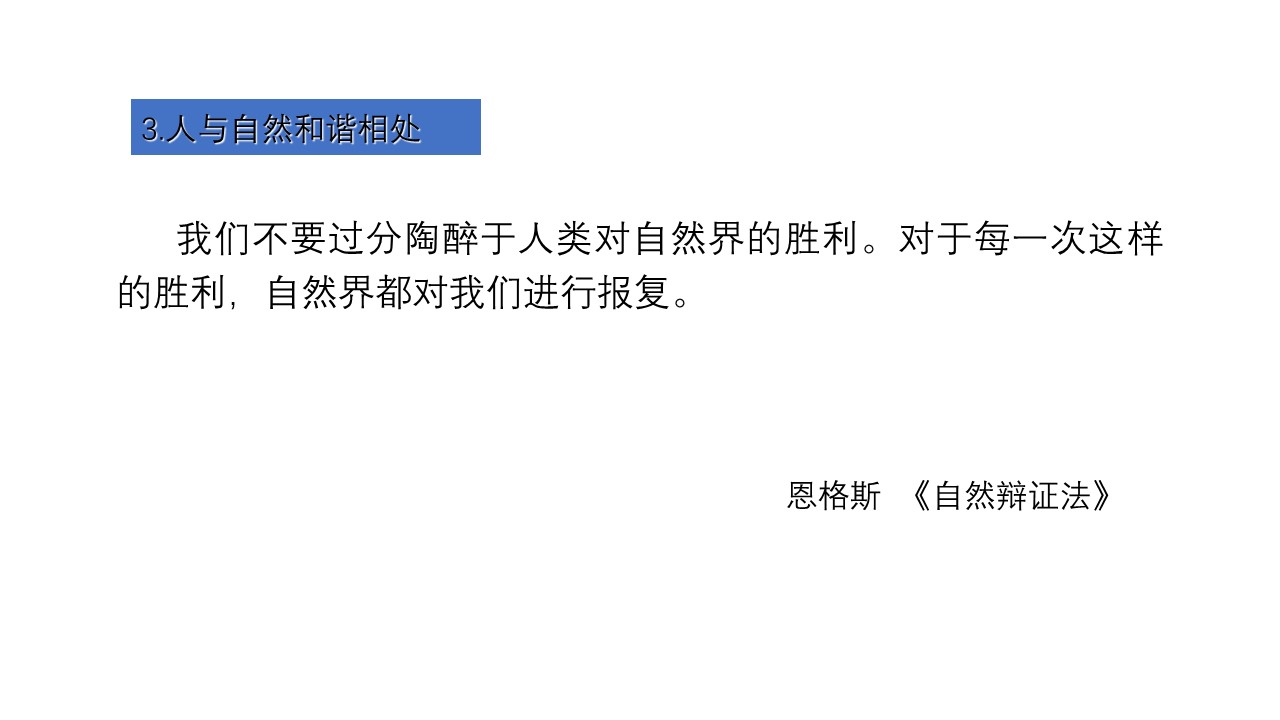 3.人与自然和谐相处
我们不要过分陶醉于人类对自然界的胜利。对于每一次这样
的胜利，自然界都对我们进行报复。
恩格斯 《自然辩证法》